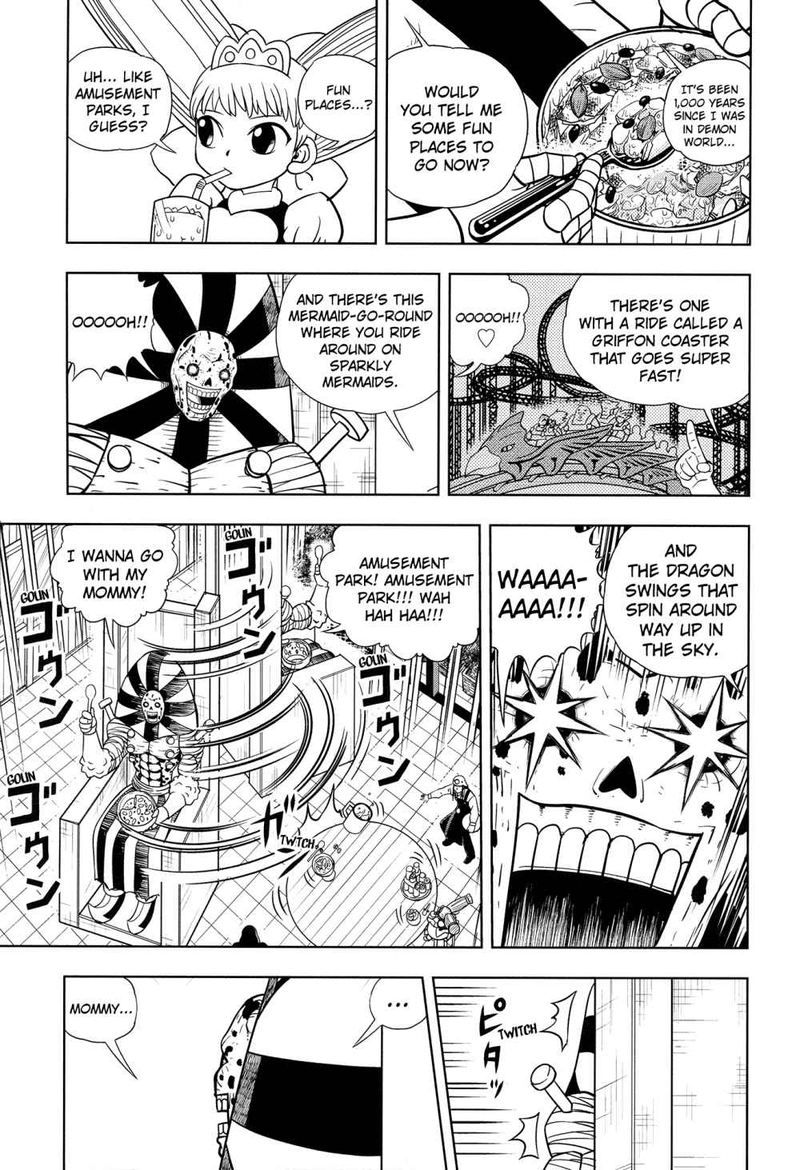 IT'S BEEN
1,000 YEARS
SINCE I WAS
IN DEMON
WORLD...
WOULD
YOU TELL ME
SOME FUN
PLACES TO
GO NOW?
FUN
PLACES...?
UH... LIKE
AMUSEMENT
PARKS, I
GUESS?
THERE'S ONE
WITH A RIDE CALLED A
GRIFFON COASTER
THAT GOES SUPER
FAST!
OOOOOH!!
♡
AND THERE'S THIS
MERMAID-GO-ROUND
WHERE YOU RIDE
AROUND ON
SPARKLY
MERMAIDS.
OOOOOH!!
AND
THE DRAGON
SWINGS THAT
SPIN AROUND
WAY UP IN
THE SKY.
WAAAA-
AAAA!!!
AMUSEMENT
PARK! AMUSEMENT
PARK!!! WAH
HAH HAA!!!
I WANNA GO
WITH MY
MOMMY!
GOUN
ゴウン
GOUN
ゴウン
GOUN
ゴウン
GOUN
ゴウン
ガ
TWITCH
ピタッ
TWITCH
...
MOMMY...